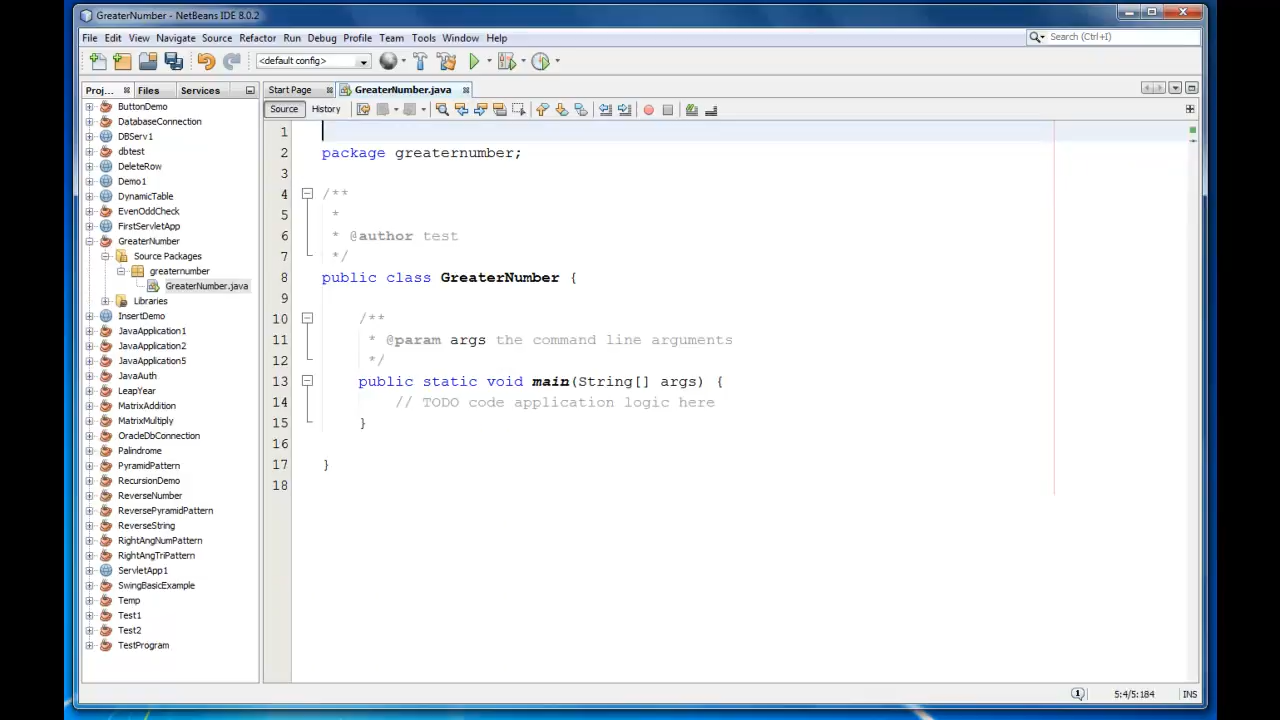 GreaterNumber - NetBeans IDE 8.0.2
File Edit View Navigate Source Refactor Run Debug Profile Team Tools Window Help
Search (Ctrl+I)
<default config>
Proj... Files Services
Start Page GreaterNumber.java
Source History
ButtonDemo
DatabaseConnection
DBServ1
dbtest
DeleteRow
Demo1
DynamicTable
EvenOddCheck
FirstServletApp
GreaterNumber
Source Packages
greaternumber
GreaterNumber.java
Libraries
InsertDemo
JavaApplication1
JavaApplication2
JavaApplication5
JavaAuth
LeapYear
MatrixAddition
MatrixMultiply
OracleDbConnection
Palindrome
PyramidPattern
RecursionDemo
ReverseNumber
ReversePyramidPattern
ReverseString
RightAngNumPattern
RightAngTriPattern
ServletApp1
SwingBasicExample
Temp
Test1
Test2
TestProgram
1
2 package greaternumber;
3
4 /**
5 *
6 * @author test
7 */
8 public class GreaterNumber {
9
10 /**
11 * @param args the command line arguments
12 */
13 public static void main(String[] args) {
14 // TODO code application logic here
15 }
16
17 }
18
1 5:4/5:184 INS